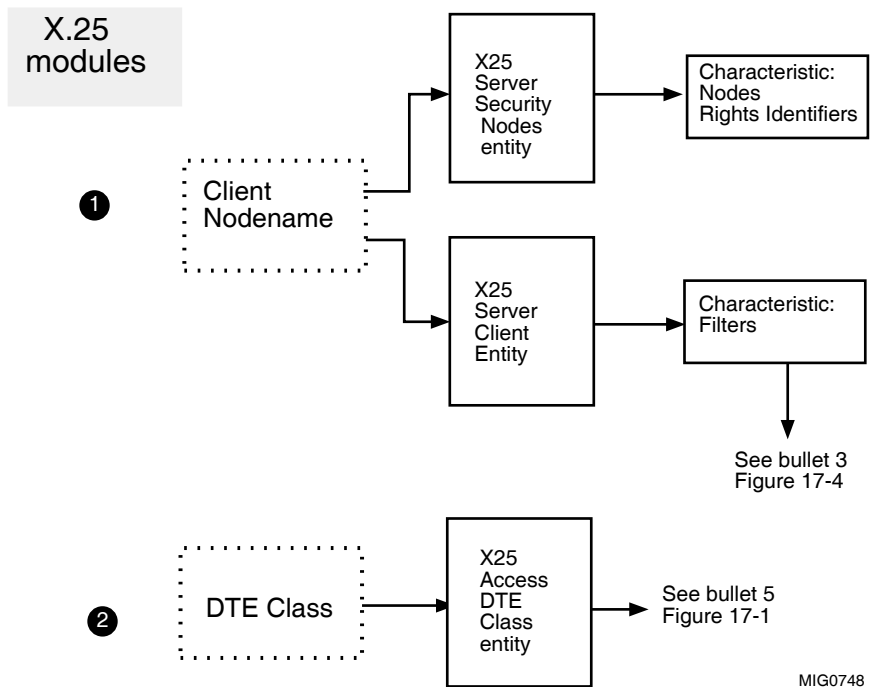 X.25
modules
X25
Server
Security
Nodes
entity
Characteristic:
Nodes
Rights Identifiers
1
Client
Nodename
X25
Server
Client
Entity
Characteristic:
Filters
See bullet 3
Figure 17-4
2
DTE Class
X25
Access
DTE
Class
entity
See bullet 5
Figure 17-1
MIG0748